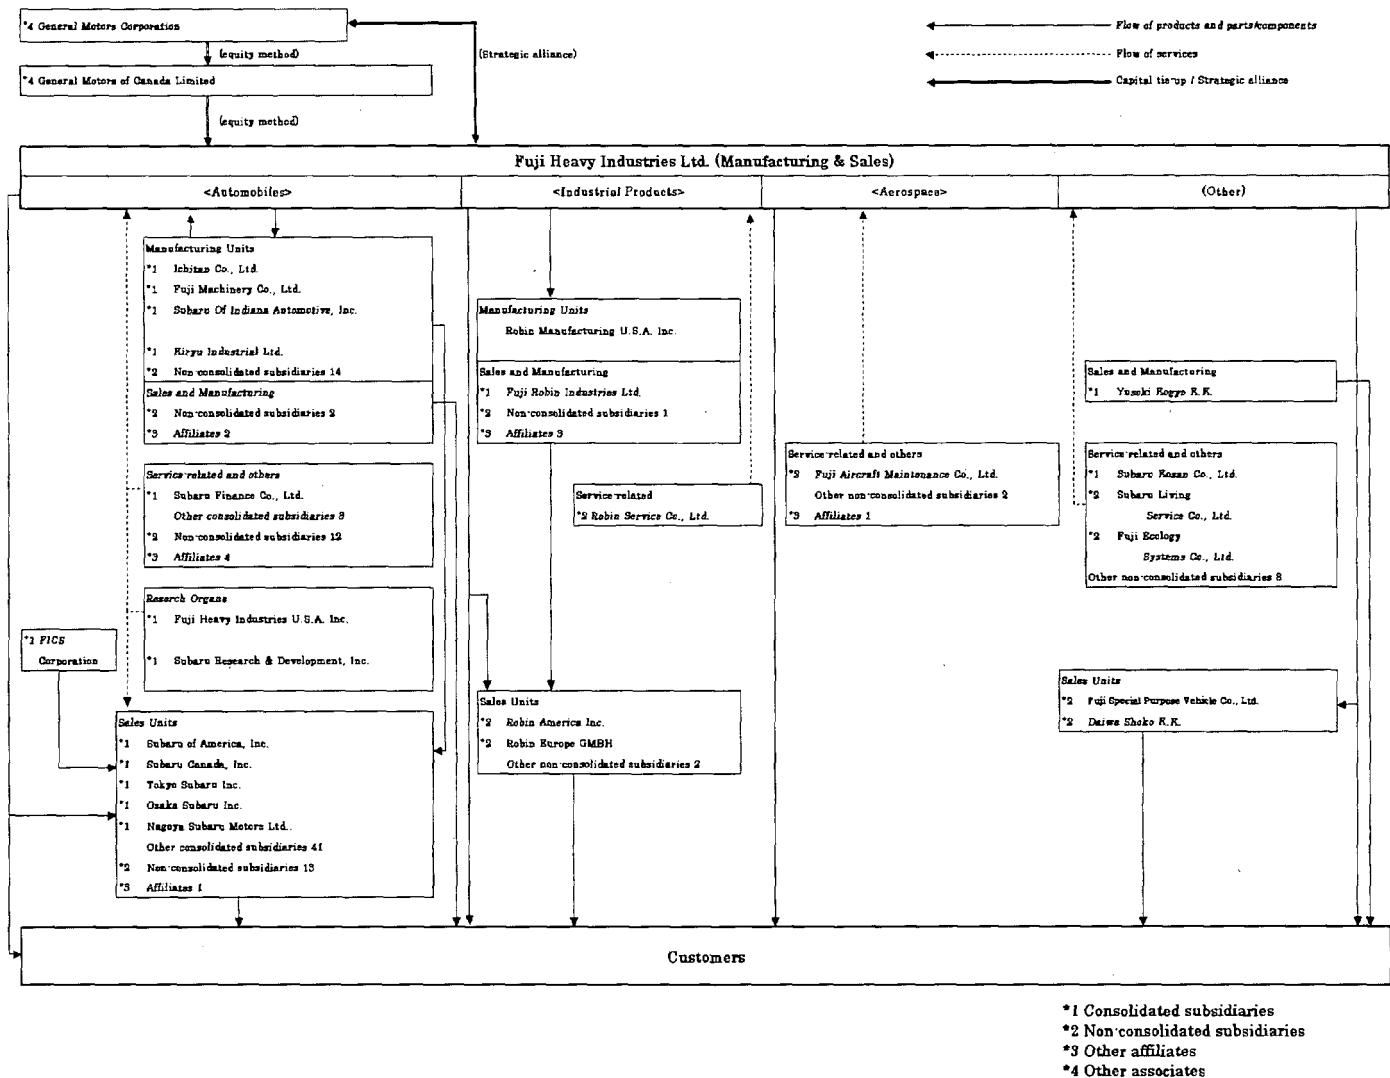 *4 General Motors Corporation
(equity method)
(Strategic alliance)
*4 General Motors of Canada Limited
(equity method)
Flow of products and parts/components
Flow of services
Capital tie-up / Strategic alliance
Fuji Heavy Industries Ltd. (Manufacturing & Sales)
<Automobiles>
<Industrial Products>
<Aerospace>
(Other)
Manufacturing Units
*1 Ichitan Co., Ltd.
*1 Fuji Machinery Co., Ltd.
*1 Subaru Of Indiana Automotive, Inc.
*1 Kiryu Industrial Ltd.
*2 Non-consolidated subsidiaries 14
Sales and Manufacturing
*2 Non-consolidated subsidiaries 2
*3 Affiliates 2
Service-related and others
*1 Subaru Finance Co., Ltd.
Other consolidated subsidiaries 3
*2 Non-consolidated subsidiaries 12
*3 Affiliates 4
Reserch Organs
*1 Fuji Heavy Industries U.S.A. Inc.
*1 Subaru Research & Development, Inc.
*1 FICS
Corporation
Sales Units
*1 Subaru of America, Inc.
*1 Subaru Canada, Inc.
*1 Tokyo Subaru Inc.
*1 Osaka Subaru Inc.
*1 Nagoya Subaru Motors Ltd.
Other consolidated subsidiaries 41
*2 Non-consolidated subsidiaries 13
*3 Affiliates 1
Manufacturing Units
Robin Manufacturing U.S.A. Inc.
Sales and Manufacturing
*1 Fuji Robin Industries Ltd.
*2 Non-consolidated subsidiaries 1
*3 Affiliates 3
Service-related
*2 Robin Service Co., Ltd.
Sales Units
*2 Robin America Inc.
*2 Robin Europe GMBH
Other non-consolidated subsidiaries 2
Service-related and others
*2 Fuji Aircraft Maintenance Co., Ltd.
Other non-consolidated subsidiaries 2
*3 Affiliates 1
Sales and Manufacturing
*1 Yusoki Kogyo K.K.
Service-related and others
*1 Subaru Kosan Co., Ltd.
*2 Subaru Living
Service Co., Ltd.
*2 Fuji Ecology
Systems Co., Ltd.
Other non-consolidated subsidiaries 8
Sales Units
*2 Fuji Special Purpose Vehicle Co., Ltd.
*2 Daiwa Shoko K.K.
Customers
*1 Consolidated subsidiaries
*2 Non-consolidated subsidiaries
*3 Other affiliates
*4 Other associates